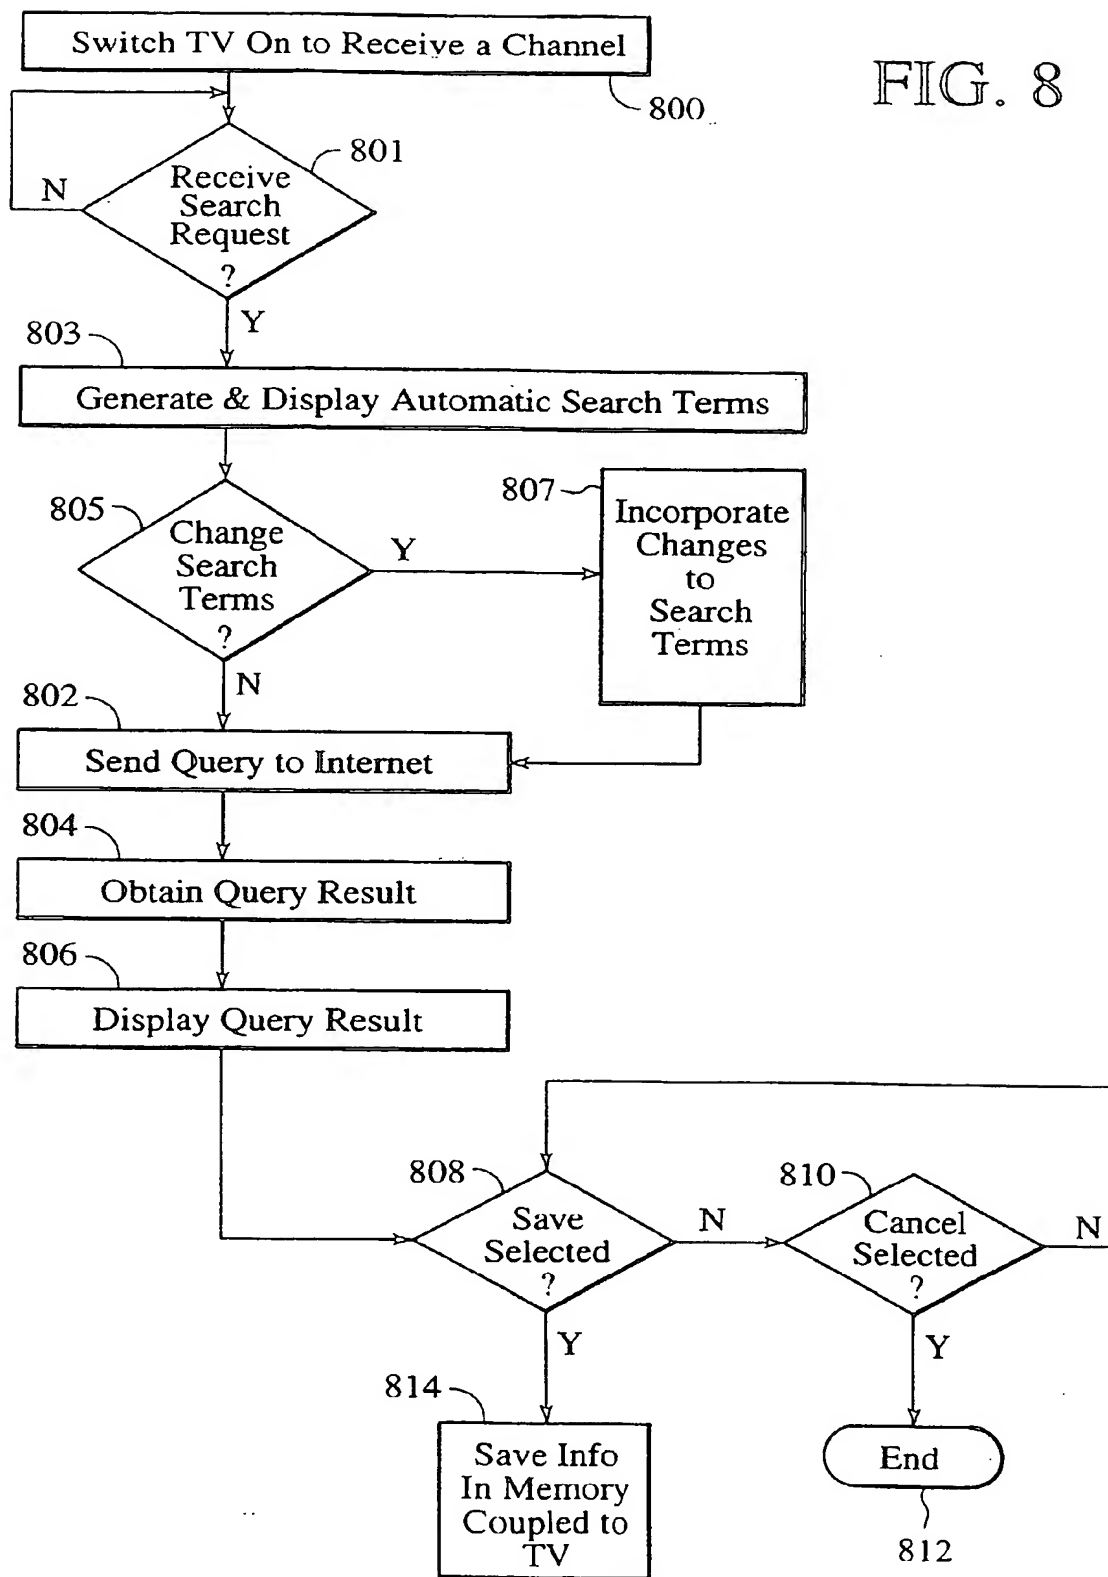 Switch TV On to Receive a Channel
800
FIG. 8
801
Receive
Search
Request
?
N
Y
803
Generate & Display Automatic Search Terms
805
Change
Search
Terms
?
Y
N
807
Incorporate
Changes
to
Search
Terms
802
Send Query to Internet
804
Obtain Query Result
806
Display Query Result
808
Save
Selected
?
N
Y
810
Cancel
Selected
?
N
Y
814
Save Info
In Memory
Coupled to
TV
End
812